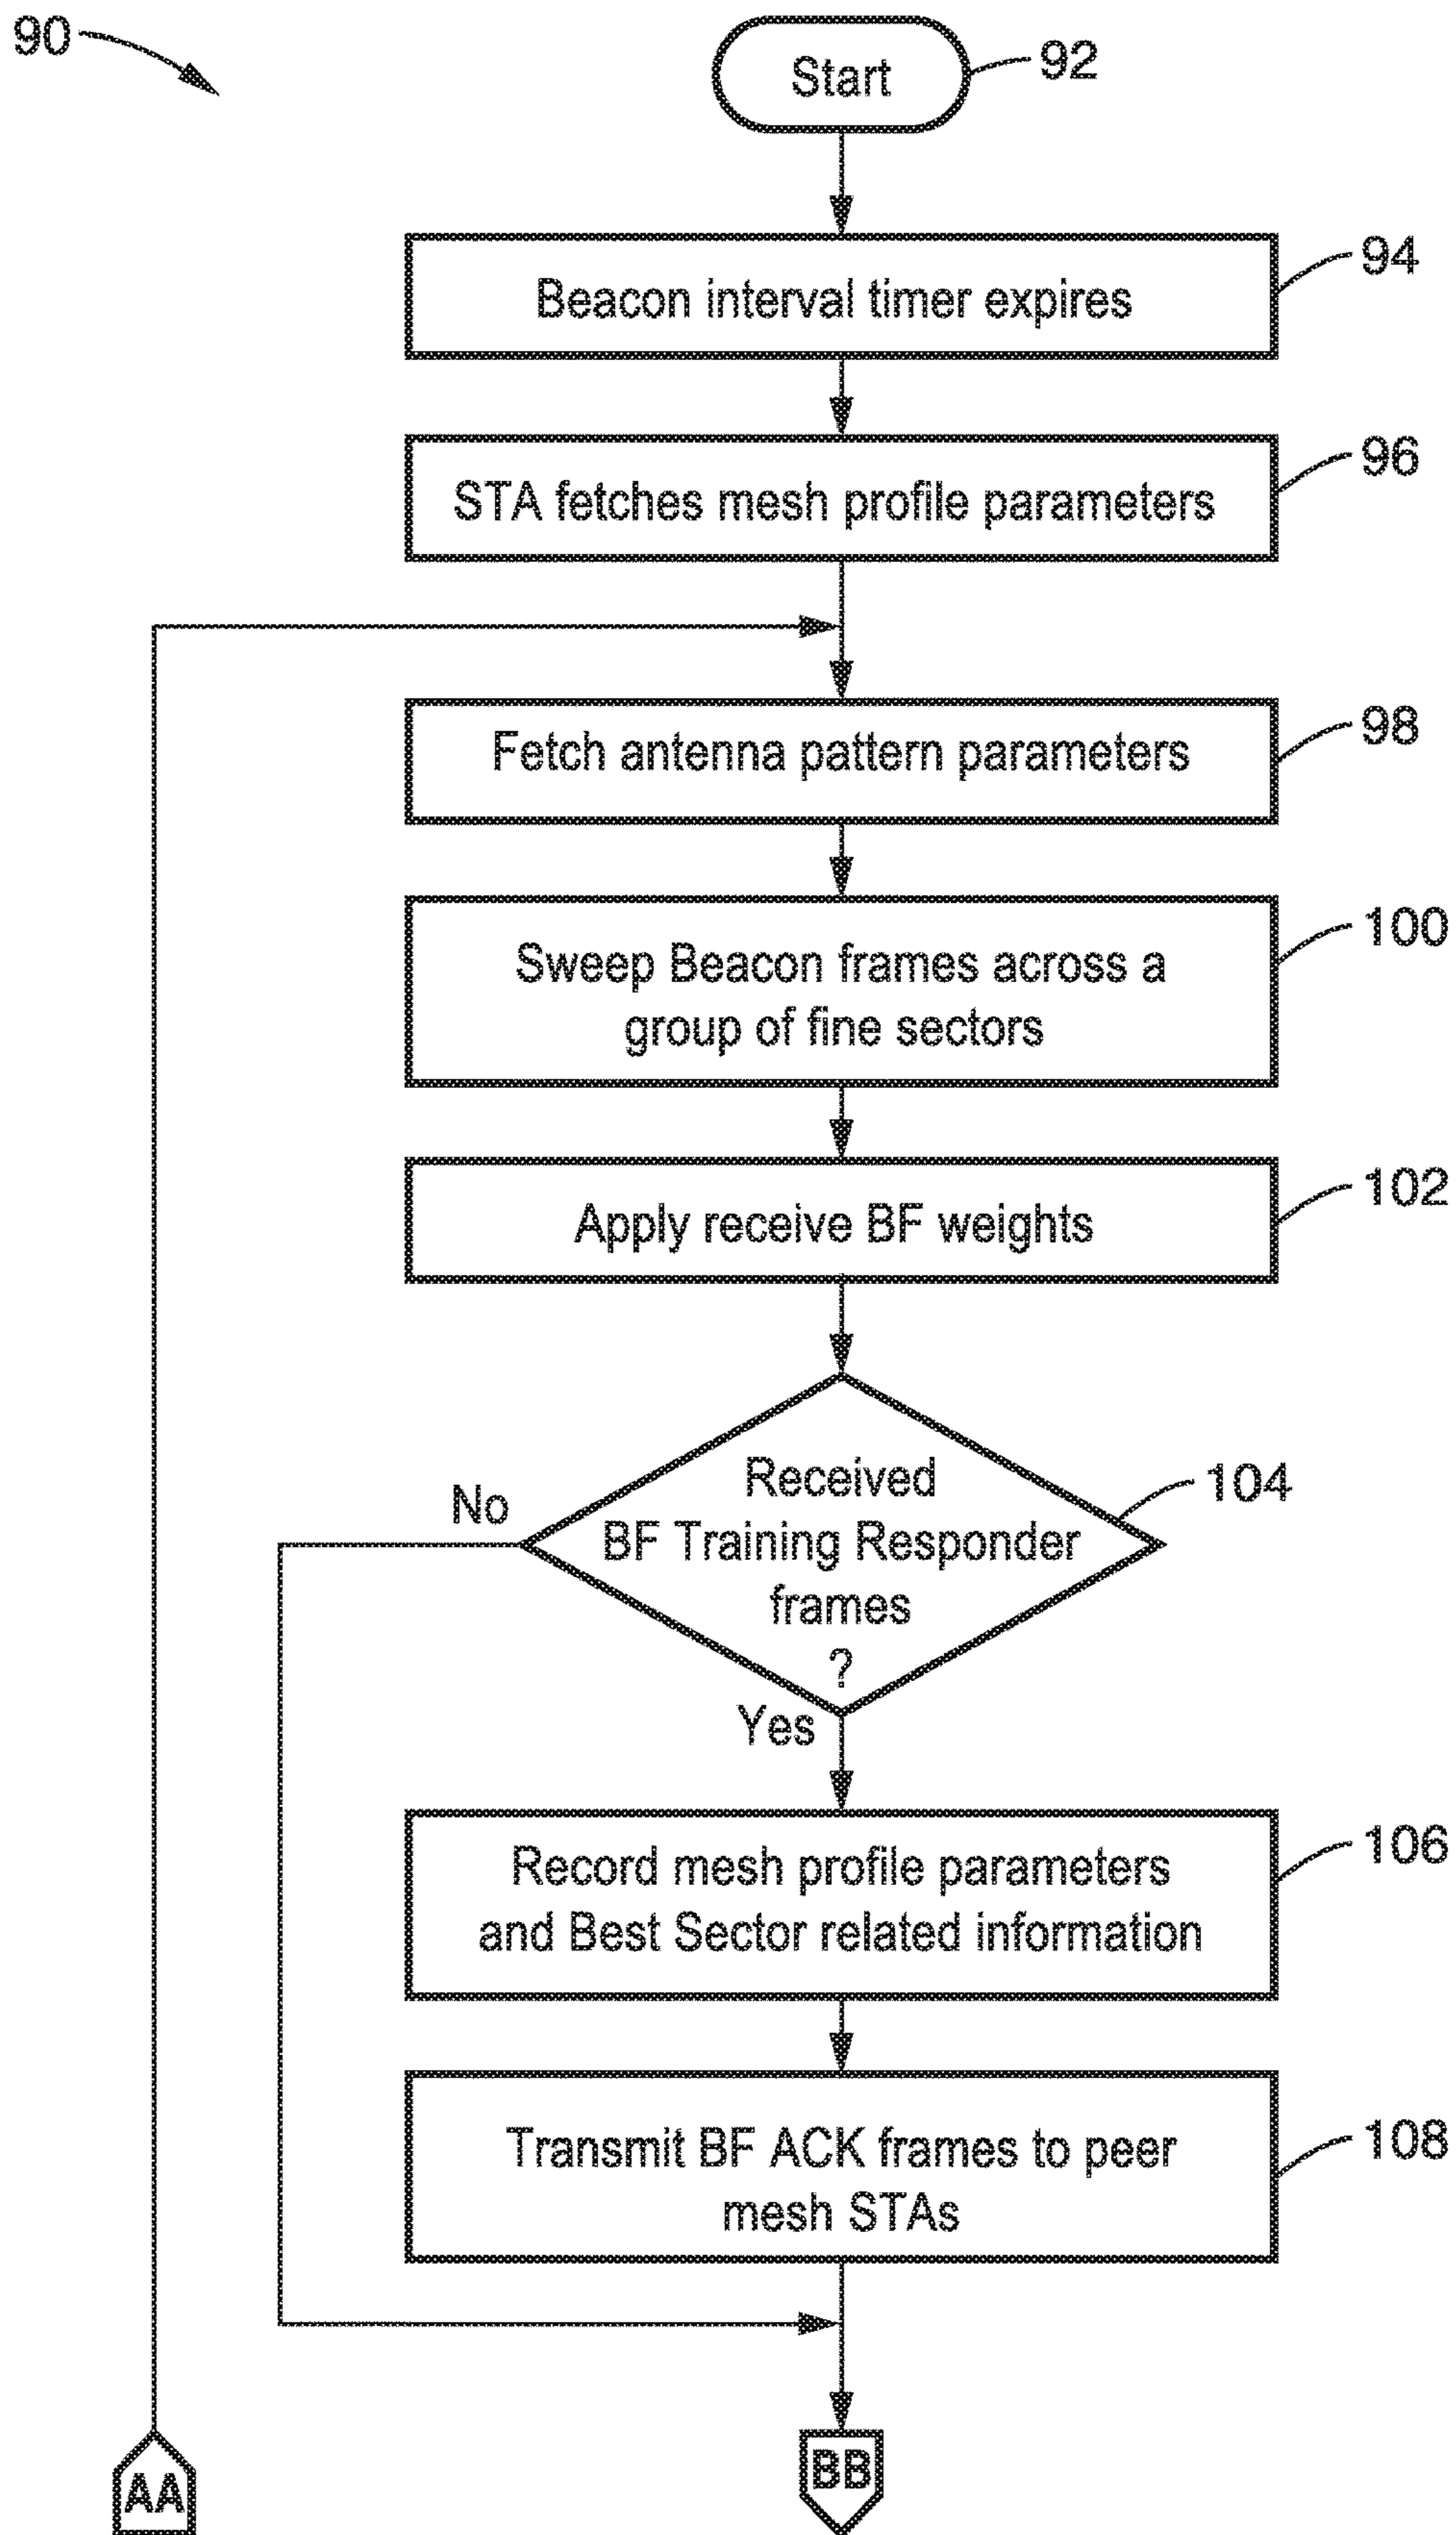 90
Start
92
Beacon interval timer expires
94
STA fetches mesh profile parameters
96
Fetch antenna pattern parameters
98
Sweep Beacon frames across a
group of fine sectors
100
Apply receive BF weights
102
Received
BF Training Responder
frames
?
104
No
Yes
Record mesh profile parameters
and Best Sector related information
106
Transmit BF ACK frames to peer
mesh STAs
108
AA
BB